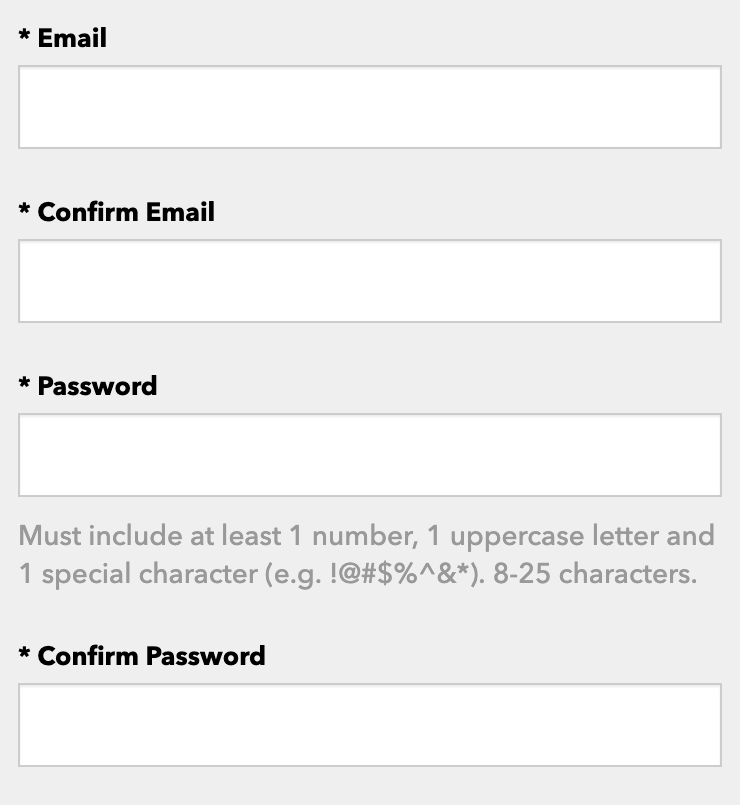 * Email
* Confirm Email
* Password
Must include at least 1 number, 1 uppercase letter and
1 special character (e.g. !@#$%^&*). 8-25 characters.
* Confirm Password